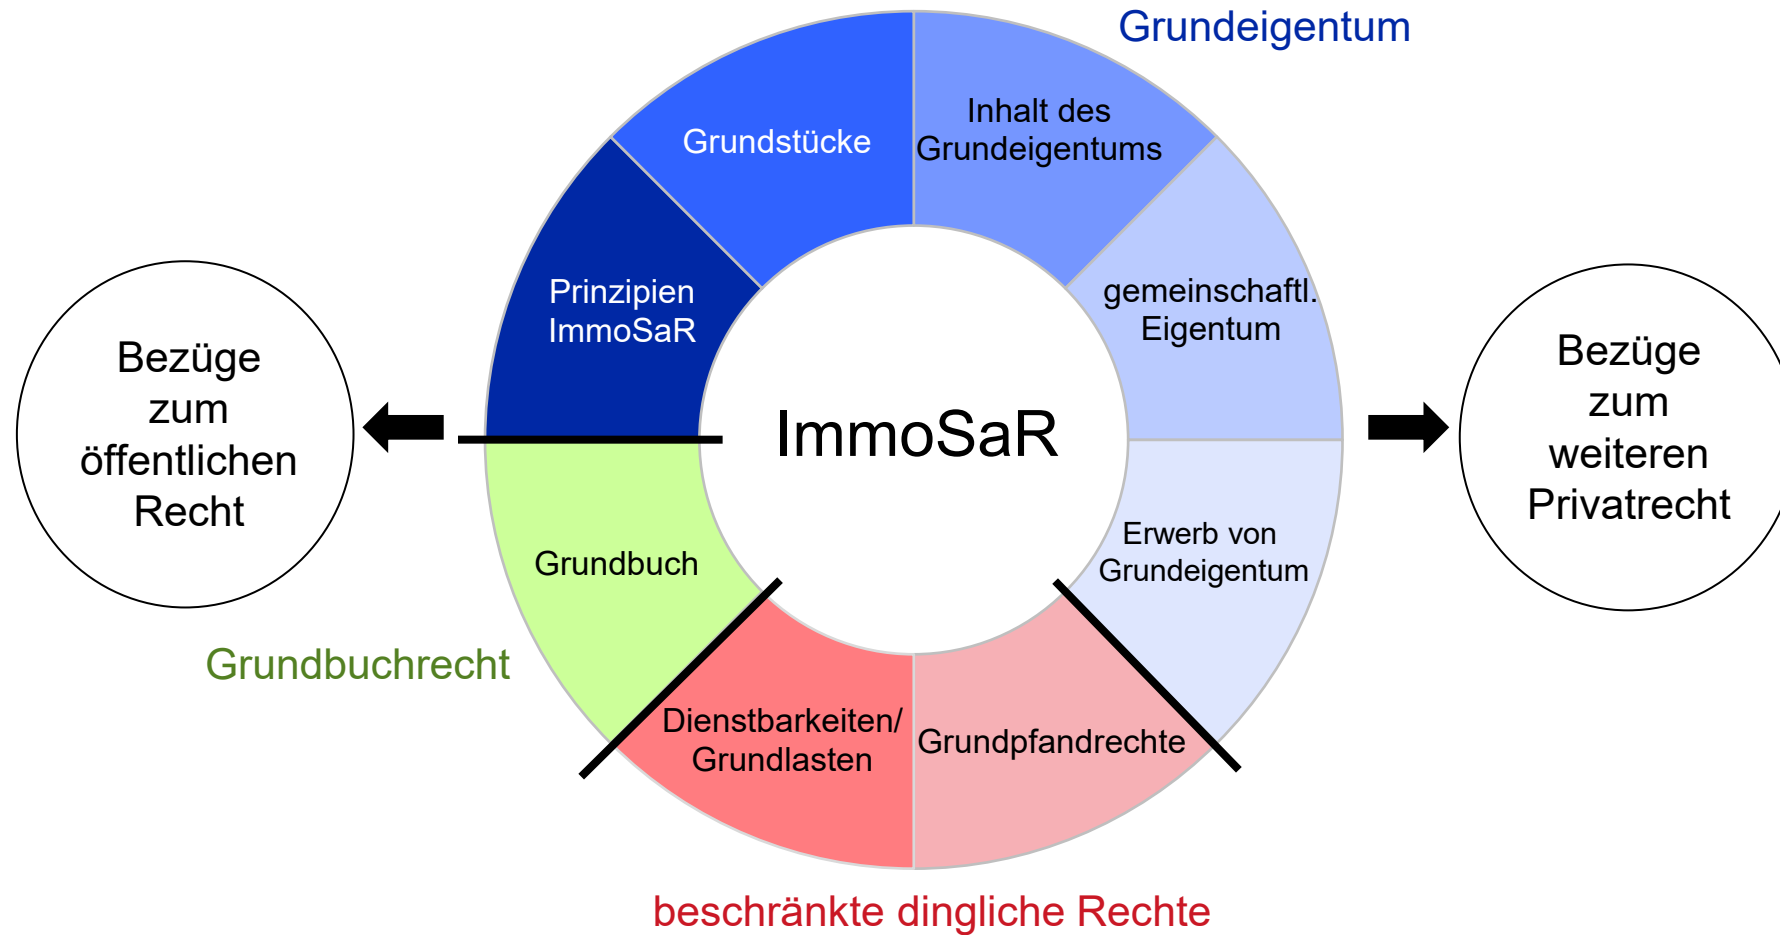 Grundeigentum
Inhalt des
Grundeigentums
Grundstücke
gemeinschaftl.
Eigentum
Prinzipien
ImmoSaR
Bezüge
zum
öffentlichen
Recht
ImmoSaR
Bezüge
zum
weiteren
Privatrecht
Erwerb von
Grundeigentum
Grundbuch
Grundbuchrecht
Dienstbarkeiten/
Grundlasten
Grundpfandrechte
beschränkte dingliche Rechte